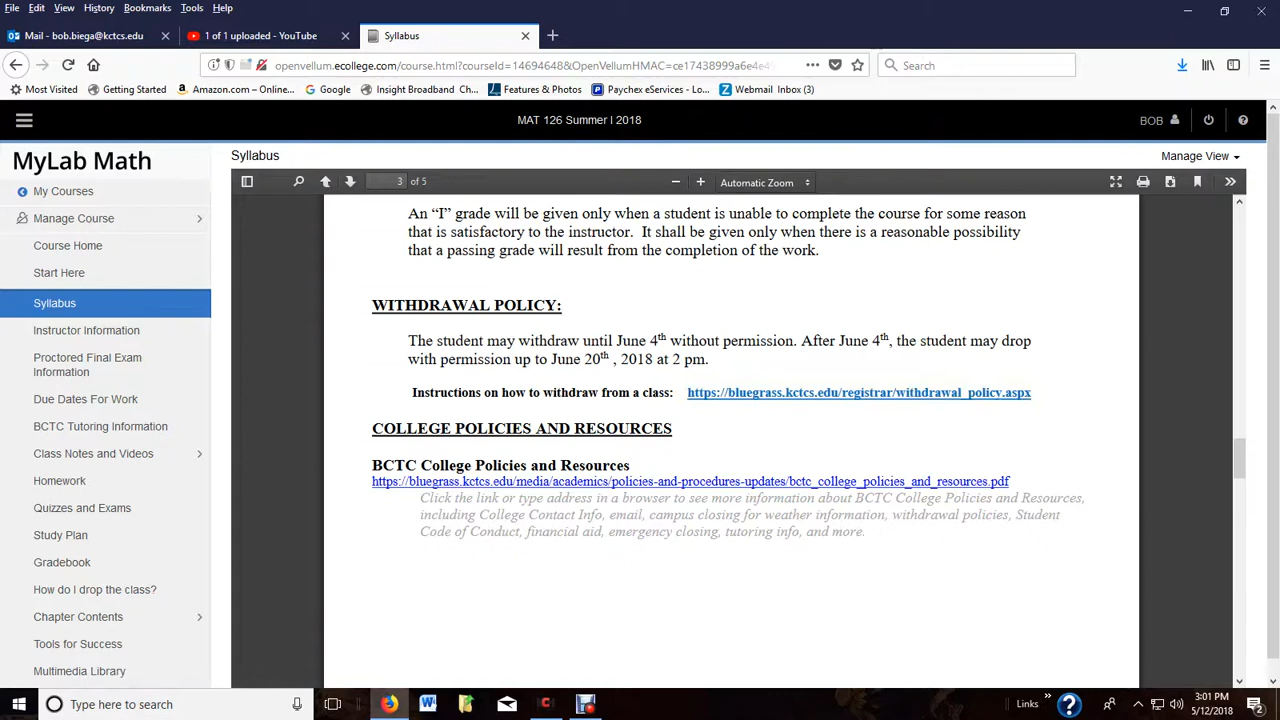 File Edit View History Bookmarks Tools Help
Mail - bob.biega@kctcs.edu 1 of 1 uploaded - YouTube Syllabus
openvellum.ecollege.com/course.html?courseId=14694648&OpenVellumHMAC=ce17438999a6e4e4 Search
Most Visited Getting Started Amazon.com – Online... Google Insight Broadband Ch... Features & Photos Paychex eServices - Lo... Webmail Inbox (3)
MAT 126 Summer I 2018 BOB
MyLab Math
Syllabus Manage View
3 of 5 Automatic Zoom
My Courses
Manage Course
Course Home
Start Here
Syllabus
Instructor Information
Proctored Final Exam
Information
Due Dates For Work
BCTC Tutoring Information
Class Notes and Videos
Homework
Quizzes and Exams
Study Plan
Gradebook
How do I drop the class?
Chapter Contents
Tools for Success
Multimedia Library
An “I” grade will be given only when a student is unable to complete the course for some reason
that is satisfactory to the instructor. It shall be given only when there is a reasonable possibility
that a passing grade will result from the completion of the work.
WITHDRAWAL POLICY:
The student may withdraw until June 4th without permission. After June 4th, the student may drop
with permission up to June 20th , 2018 at 2 pm.
Instructions on how to withdraw from a class: https://bluegrass.kctcs.edu/registrar/withdrawal_policy.aspx
COLLEGE POLICIES AND RESOURCES
BCTC College Policies and Resources
https://bluegrass.kctcs.edu/media/academics/policies-and-procedures-updates/bctc_college_policies_and_resources.pdf
Click the link or type address in a browser to see more information about BCTC College Policies and Resources,
including College Contact Info, email, campus closing for weather information, withdrawal policies, Student
Code of Conduct, financial aid, emergency closing, tutoring info, and more.
Type here to search Links 3:01 PM
5/12/2018 2